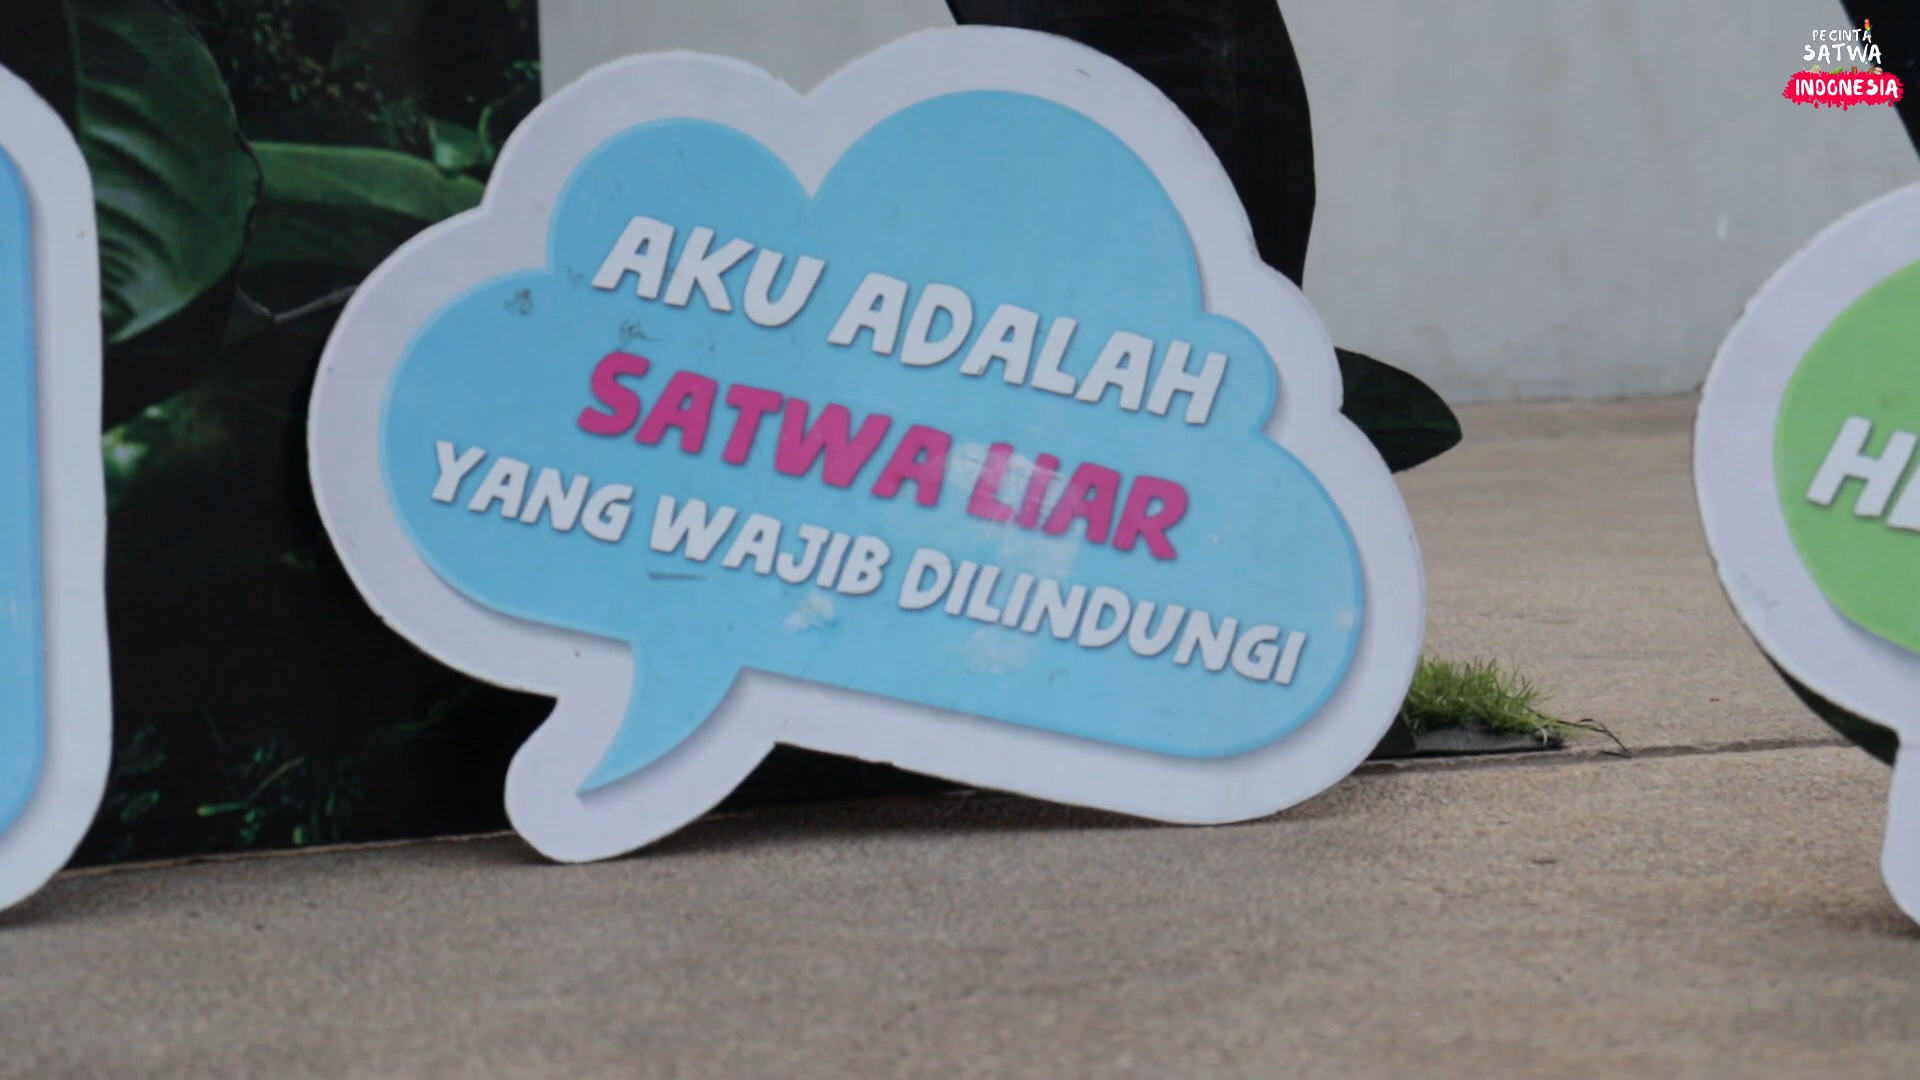 PECINTA
SATWA
INDONESIA
AKU ADALAH
SATWA LIAR
YANG WAJIB DILINDUNGI